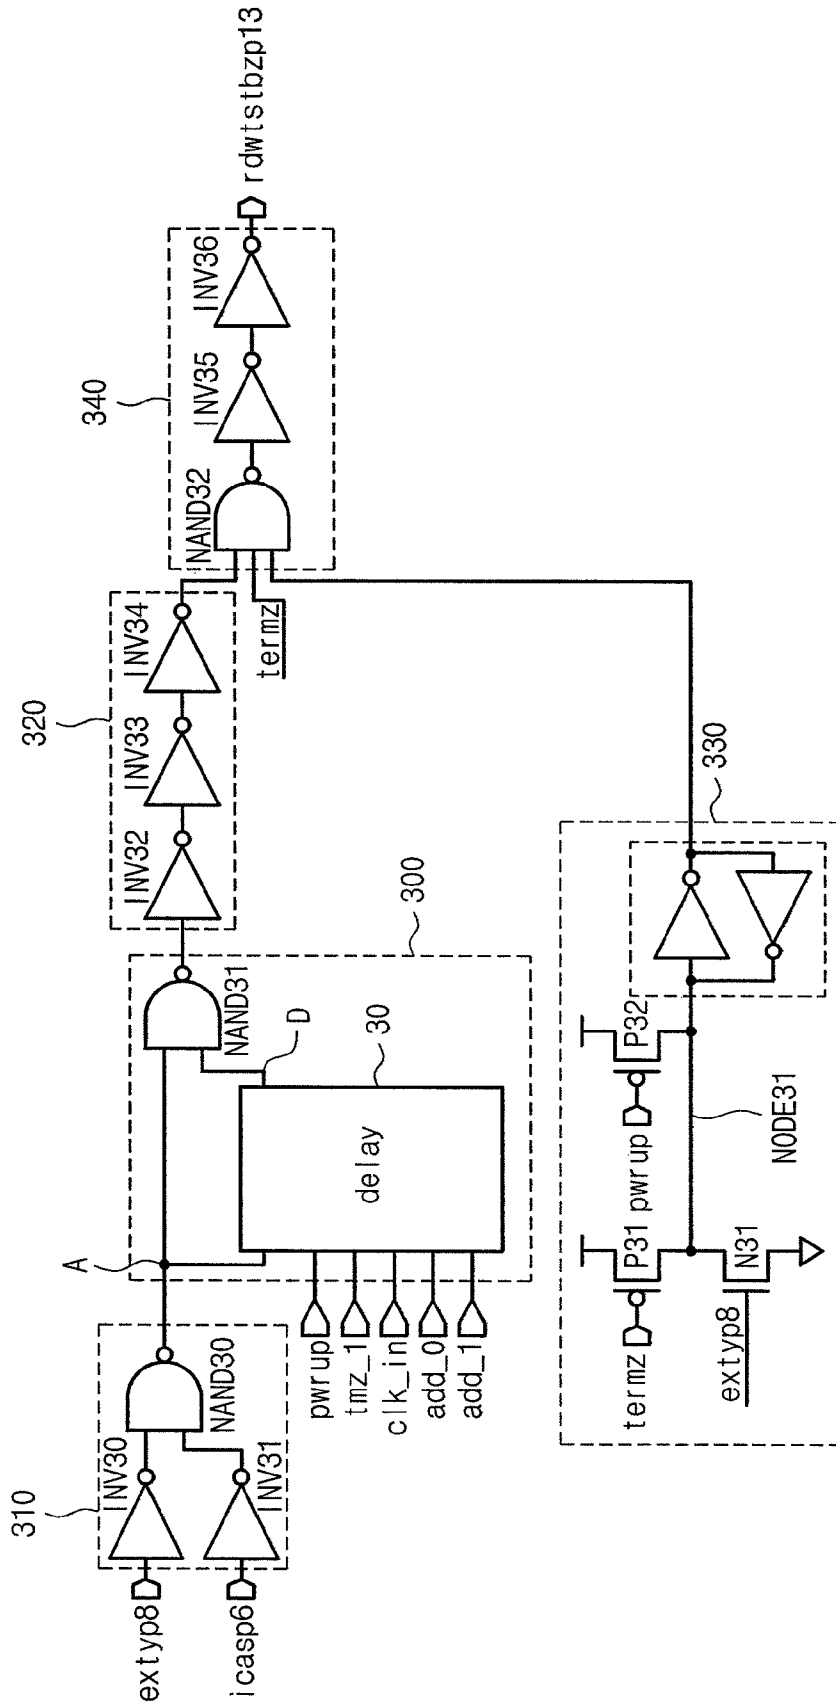 extyp8
icasp6
310
INV30
INV31
NAND30
A
pwrup
tmz_1
clk_in
add_0
add_1
delay
30
D
300
NAND31
320
INV32
INV33
INV34
termz
340
NAND32
INV35
INV36
rdwtstbzp13
termz
P31
pwrup
P32
extyp8
N31
NODE31
330